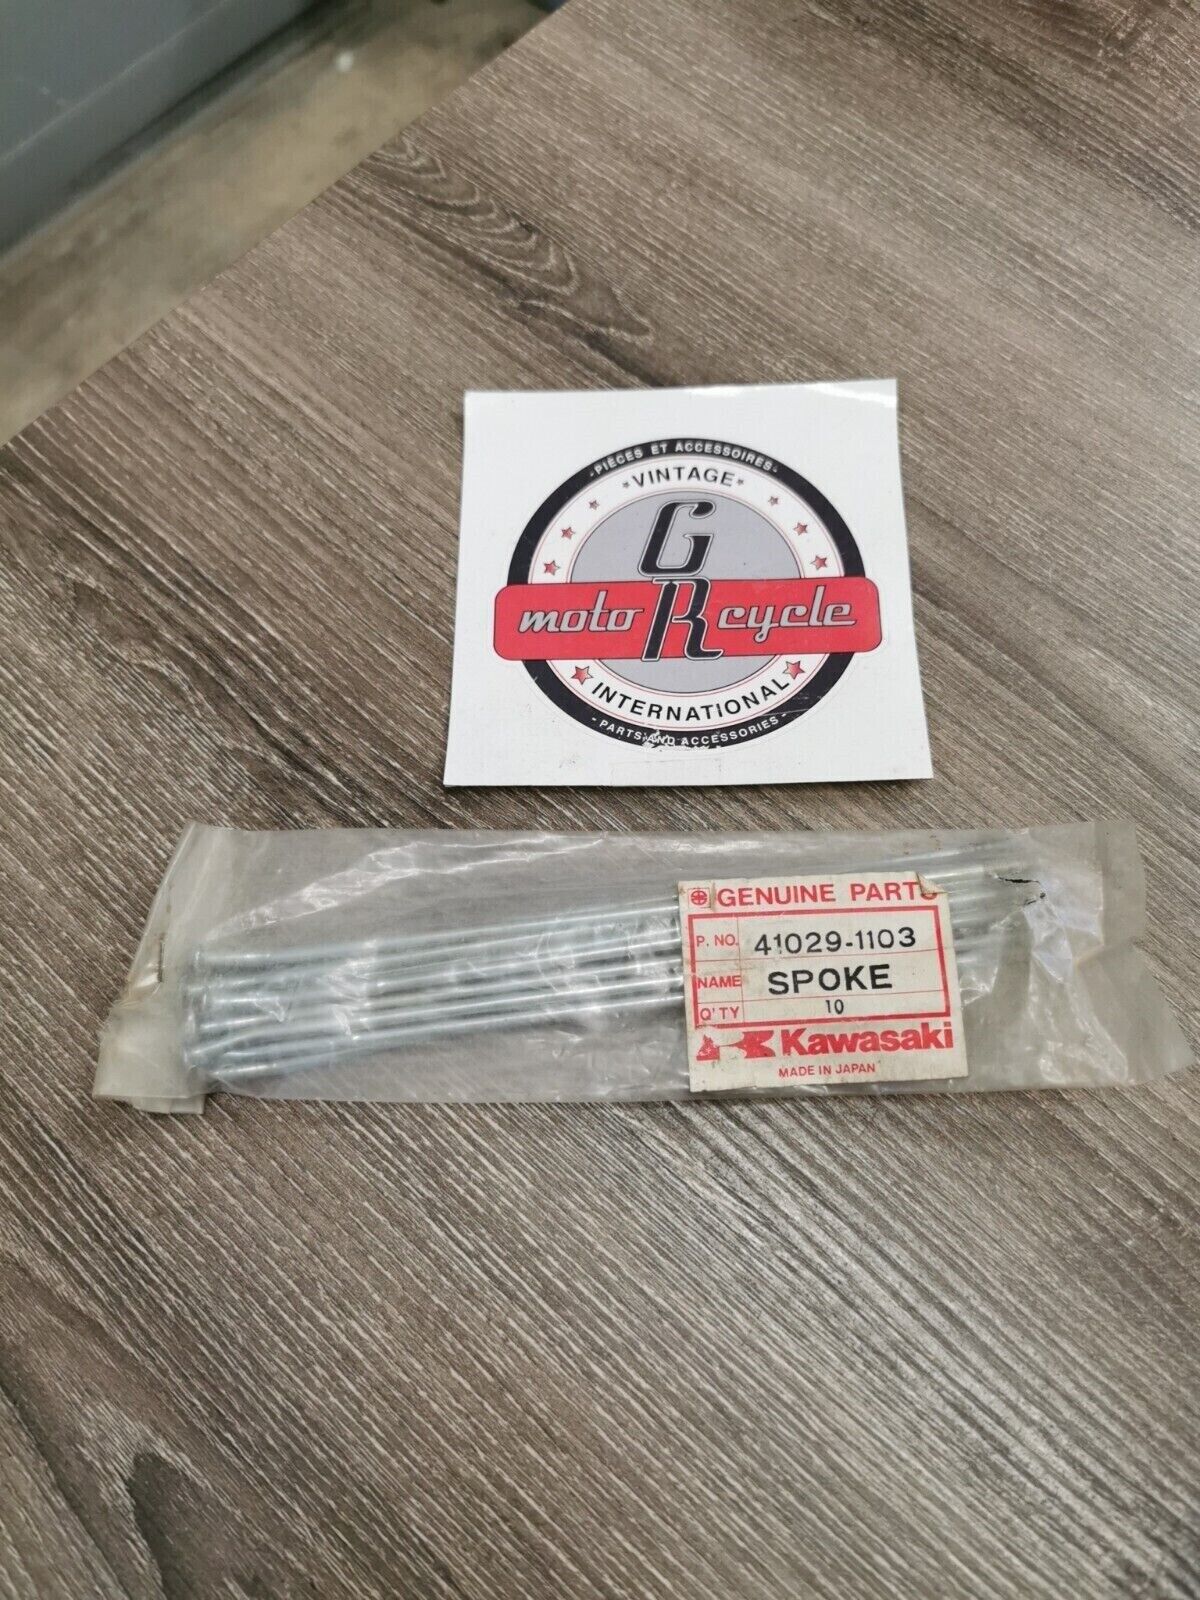 -PIÈCES ET ACCESSOIRES-
VINTAGE
GR
moto cycle
INTERNATIONAL
-PARTS AND ACCESSORIES-
GENUINE PARTS
P. NO. 41029-1103
NAME SPOKE
Q'TY 10
Kawasaki
MADE IN JAPAN